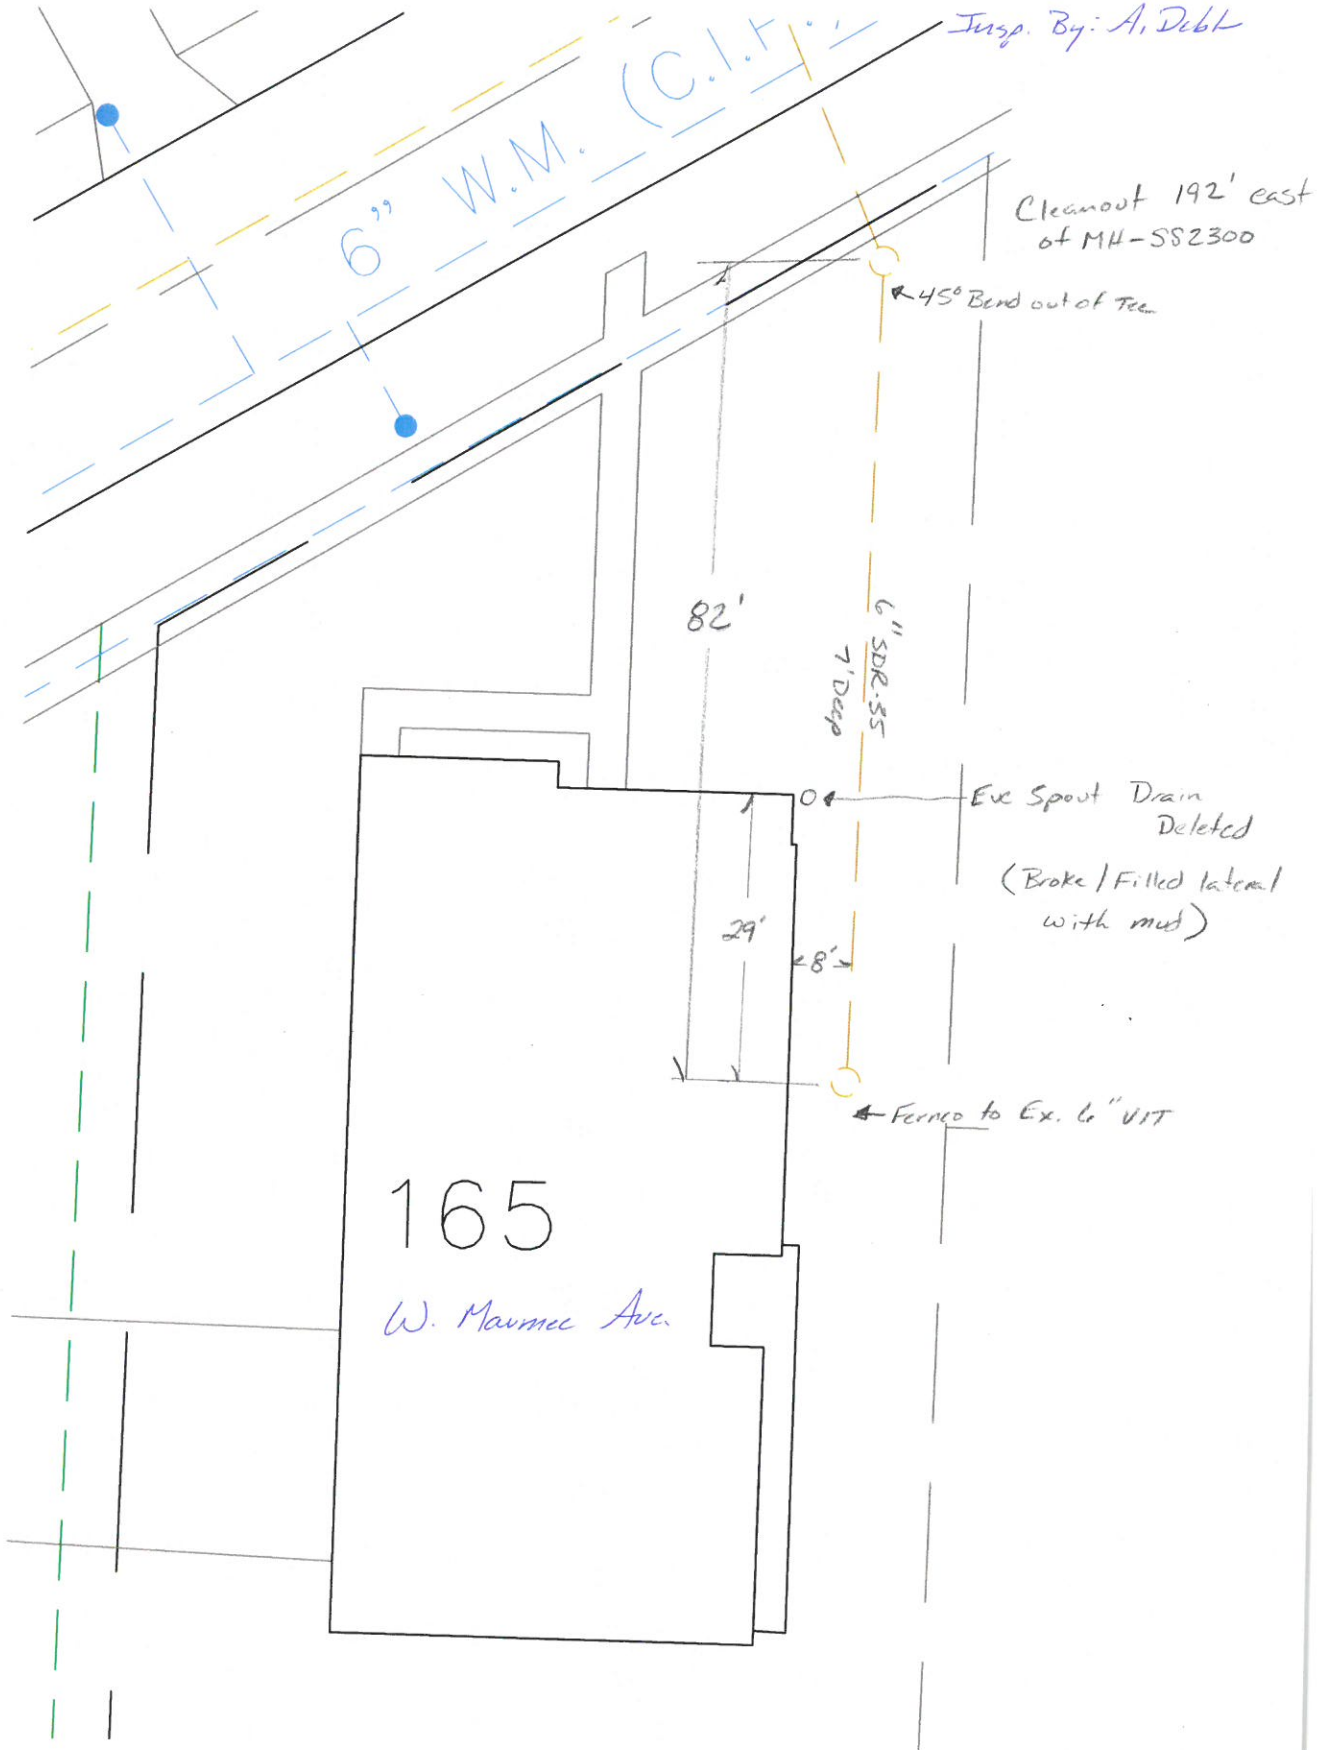 Insp. By: A. Debl
6" W.M. (C.I.P.)
Cleanout 192' east
of MH-SS2300
45° Bend out of Tee
82'
6" SDR-35
7' Deep
Eve Spout Drain
Deleted
(Broke/Filled lateral
with mud)
29'
8'
Fernco to Ex. 6" VIT
165
W. Maumee Ave.